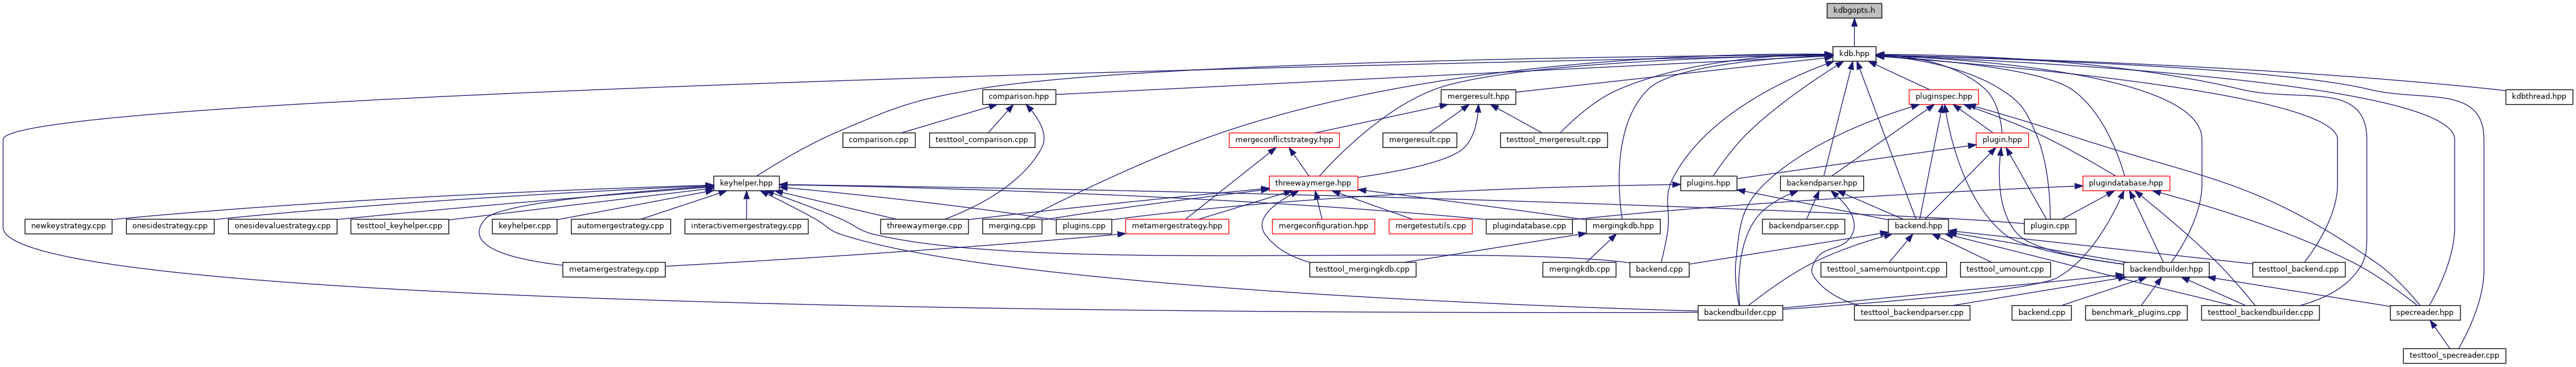 kdbgopts.h
kdb.hpp
comparison.hpp
mergeresult.hpp
pluginspec.hpp
kdbthread.hpp
comparison.cpp
testtool_comparison.cpp
mergeconflictstrategy.hpp
mergeresult.cpp
testtool_mergeresult.cpp
plugin.hpp
keyhelper.hpp
threewaymerge.hpp
plugins.hpp
backendparser.hpp
plugindatabase.hpp
newkeystrategy.cpp
onesidestrategy.cpp
onesidevaluestrategy.cpp
testtool_keyhelper.cpp
keyhelper.cpp
automergestrategy.cpp
interactivemergestrategy.cpp
threewaymerge.cpp
merging.cpp
plugins.cpp
metamergestrategy.hpp
mergeconfiguration.hpp
mergetestutils.cpp
plugindatabase.cpp
mergingkdb.hpp
backendparser.cpp
backend.hpp
plugin.cpp
metamergestrategy.cpp
testtool_mergingkdb.cpp
mergingkdb.cpp
backend.cpp
testtool_samemountpoint.cpp
testtool_umount.cpp
backendbuilder.hpp
testtool_backend.cpp
backendbuilder.cpp
testtool_backendparser.cpp
backend.cpp
benchmark_plugins.cpp
testtool_backendbuilder.cpp
specreader.hpp
testtool_specreader.cpp